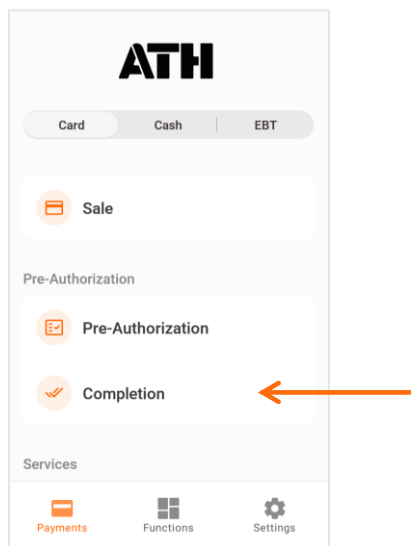 ATH
Card Cash EBT
Sale
Pre-Authorization
Pre-Authorization
Completion
Services
Payments Functions Settings